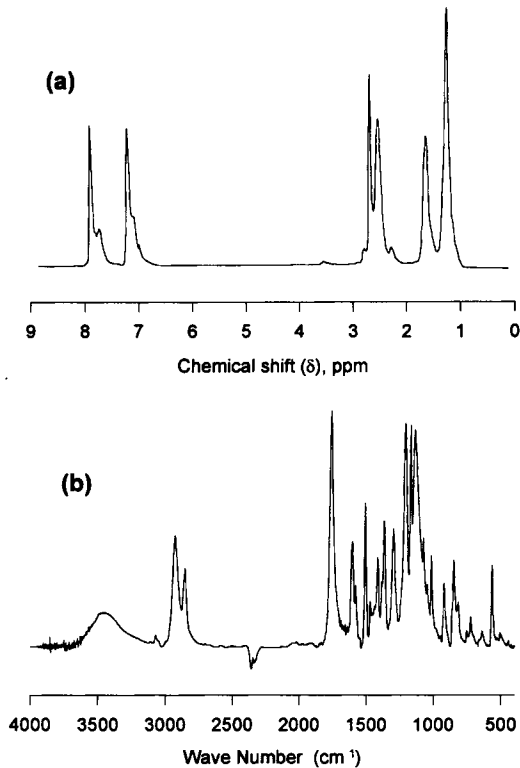 (a)
9 8 7 6 5 4 3 2 1 0
Chemical shift (δ), ppm
(b)
4000 3500 3000 2500 2000 1500 1000 500
Wave Number (cm⁻¹)